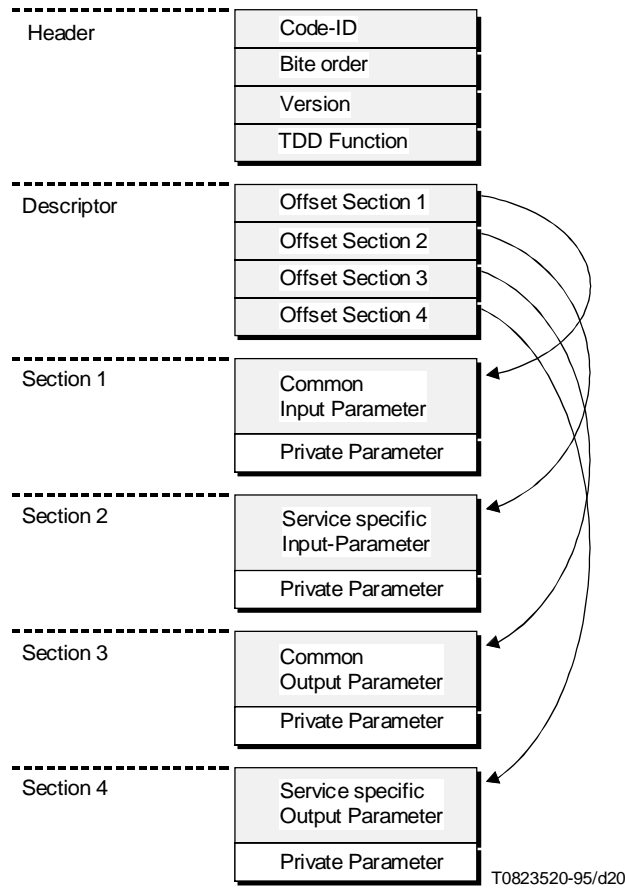 Header
Code-ID
Bite order
Version
TDD Function
Descriptor
Offset Section 1
Offset Section 2
Offset Section 3
Offset Section 4
Section 1
Common
Input Parameter
Private Parameter
Section 2
Service specific
Input-Parameter
Private Parameter
Section 3
Common
Output Parameter
Private Parameter
Section 4
Service specific
Output Parameter
Private Parameter
T0823520-95/d20